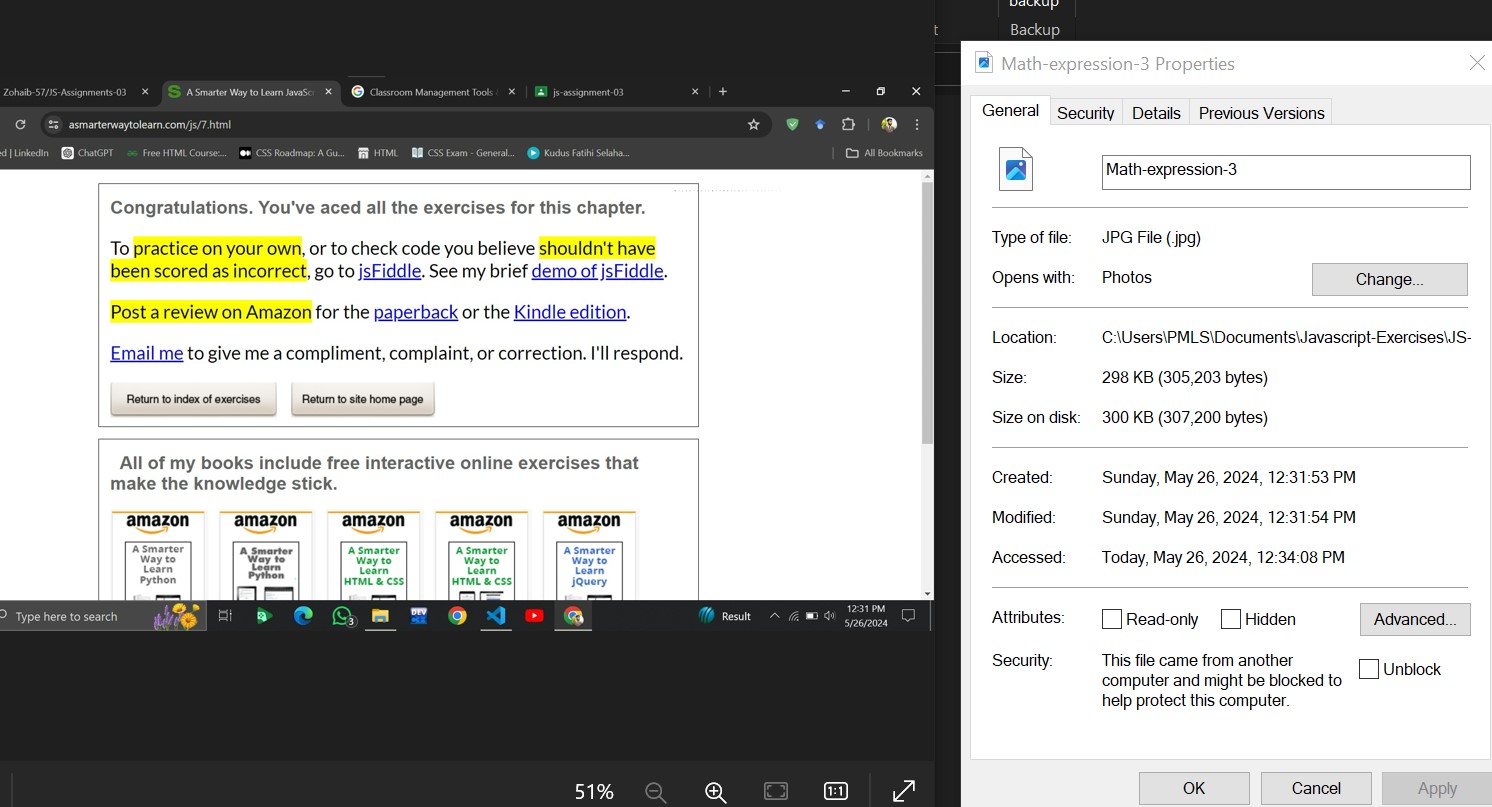 backup
Backup
t
Zohaib-57/JS-Assignments-03
A Smarter Way to Learn JavaSc
Classroom Management Tools
js-assignment-03
asmarterwaytolearn.com/js/7.html
ed | LinkedIn
ChatGPT
Free HTML Course:...
CSS Roadmap: A Gu...
HTML
CSS Exam - General...
Kudus Fatihi Selaha...
All Bookmarks
Congratulations. You've aced all the exercises for this chapter.
To practice on your own, or to check code you believe shouldn't have
been scored as incorrect, go to jsFiddle. See my brief demo of jsFiddle.
Post a review on Amazon for the paperback or the Kindle edition.
Email me to give me a compliment, complaint, or correction. I'll respond.
Return to index of exercises
Return to site home page
All of my books include free interactive online exercises that
make the knowledge stick.
amazon
A Smarter
Way to
Learn
Python
amazon
A Smarter
Way to
Learn
Python
amazon
A Smarter
Way to
Learn
HTML & CSS
amazon
A Smarter
Way to
Learn
HTML & CSS
amazon
A Smarter
Way to
Learn
jQuery
Type here to search
3
DEV
Result
12:31 PM
5/26/2024
51%
1:1
Math-expression-3 Properties
General
Security
Details
Previous Versions
Math-expression-3
Type of file: JPG File (.jpg)
Opens with: Photos
Change...
Location: C:\Users\PMLS\Documents\Javascript-Exercises\JS-
Size: 298 KB (305,203 bytes)
Size on disk: 300 KB (307,200 bytes)
Created: Sunday, May 26, 2024, 12:31:53 PM
Modified: Sunday, May 26, 2024, 12:31:54 PM
Accessed: Today, May 26, 2024, 12:34:08 PM
Attributes: Read-only Hidden
Advanced...
Security: This file came from another
computer and might be blocked to
help protect this computer.
Unblock
OK
Cancel
Apply